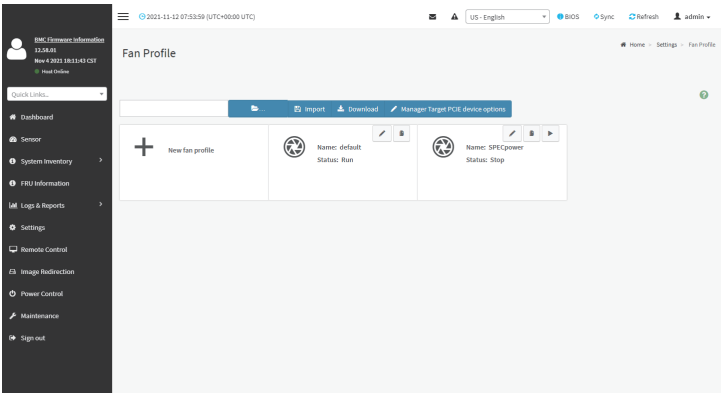 2021-11-12 07:53:59 (UTC+00:00 UTC)
US - English
BIOS
Sync
Refresh
admin
BMC Firmware Information
12.58.01
Nov 4 2021 18:11:43 CST
Host Online
Quick Links...
Dashboard
Sensor
System Inventory
FRU Information
Logs & Reports
Settings
Remote Control
Image Redirection
Power Control
Maintenance
Sign out
Fan Profile
Home > Settings > Fan Profile
... Import Download Manager Target PCIE device options
New fan profile
Name: default
Status: Run
Name: SPECpower
Status: Stop